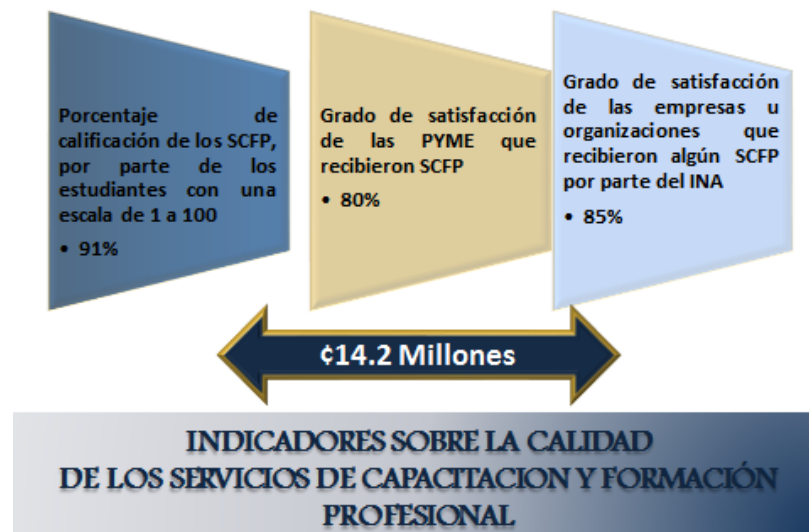 Porcentaje de
calificación de los SCFP,
por parte de los
estudiantes con una
escala de 1 a 100
• 91%
Grado de satisfacción
de las PYME que
recibieron SCFP
• 80%
Grado de satisfacción
de las empresas u
organizaciones que
recibieron algún SCFP
por parte del INA
• 85%
¢14.2 Millones
INDICADORES SOBRE LA CALIDAD
DE LOS SERVICIOS DE CAPACITACION Y FORMACIÓN
PROFESIONAL